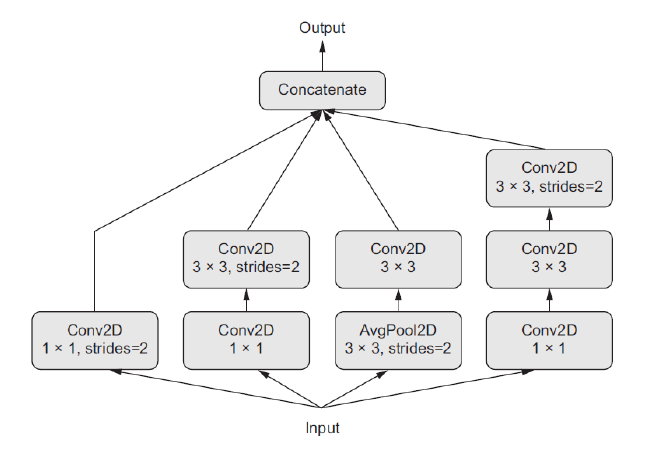 Output
Concatenate
Conv2D
3 × 3, strides=2
Conv2D
3 × 3, strides=2
Conv2D
3 × 3
Conv2D
3 × 3
Conv2D
1 × 1, strides=2
Conv2D
1 × 1
AvgPool2D
3 × 3, strides=2
Conv2D
1 × 1
Input